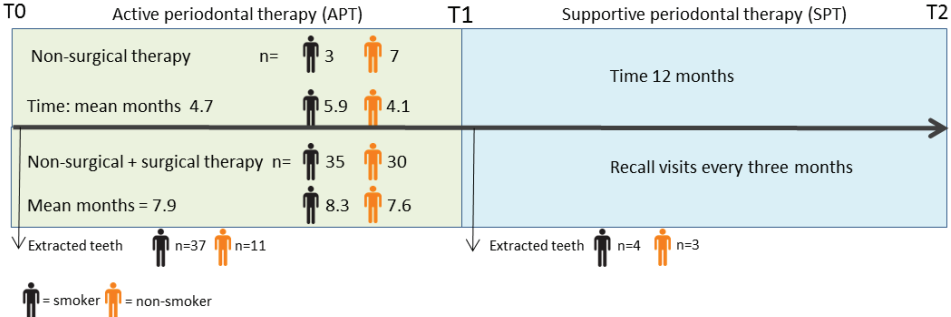 T0 Active periodontal therapy (APT) T1 Supportive periodontal therapy (SPT) T2
Non-surgical therapy n= 3 7
Time 12 months
Time: mean months 4.7 5.9 4.1
Non-surgical + surgical therapy n= 35 30
Recall visits every three months
Mean months = 7.9 8.3 7.6
Extracted teeth n=37 n=11 Extracted teeth n=4 n=3
= smoker = non-smoker